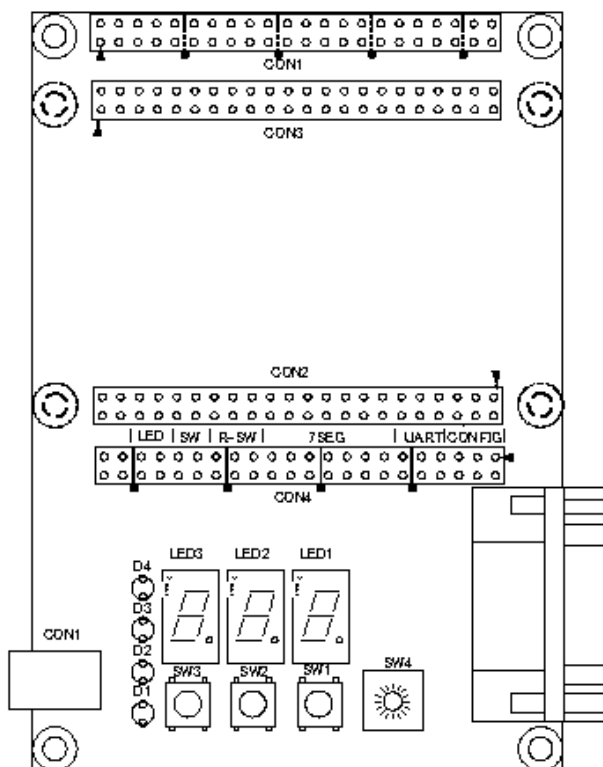 CON1
CON3
CON2
LED SW R-SW 7SEG UART CONFIG
CON4
LED3 LED2 LED1
D4
D3
CON1
D2
SW3 SW2 SW1 SW4
D1